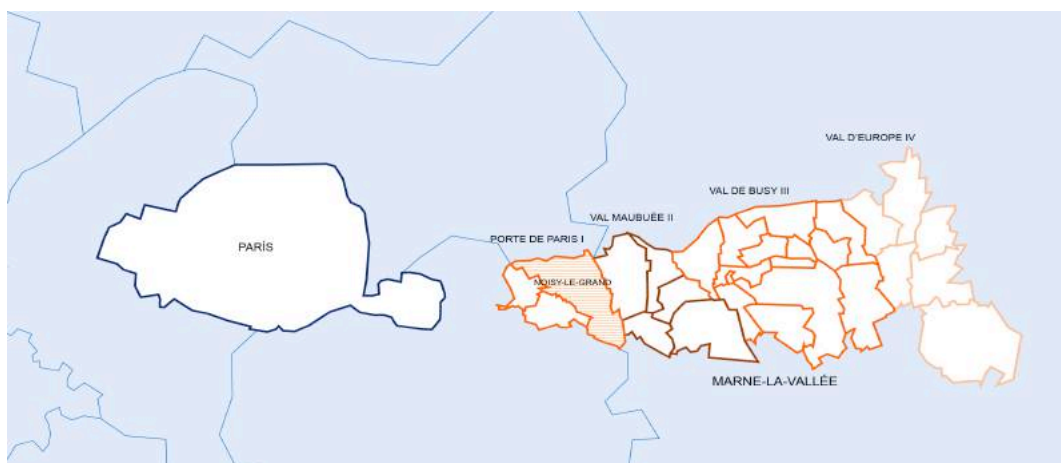 VAL D'EUROPE IV
VAL DE BUSY III
VAL MAUBUÉE II
PORTE DE PARIS I
PARÍS
NOISY-LE-GRAND
MARNE-LA-VALLÉE